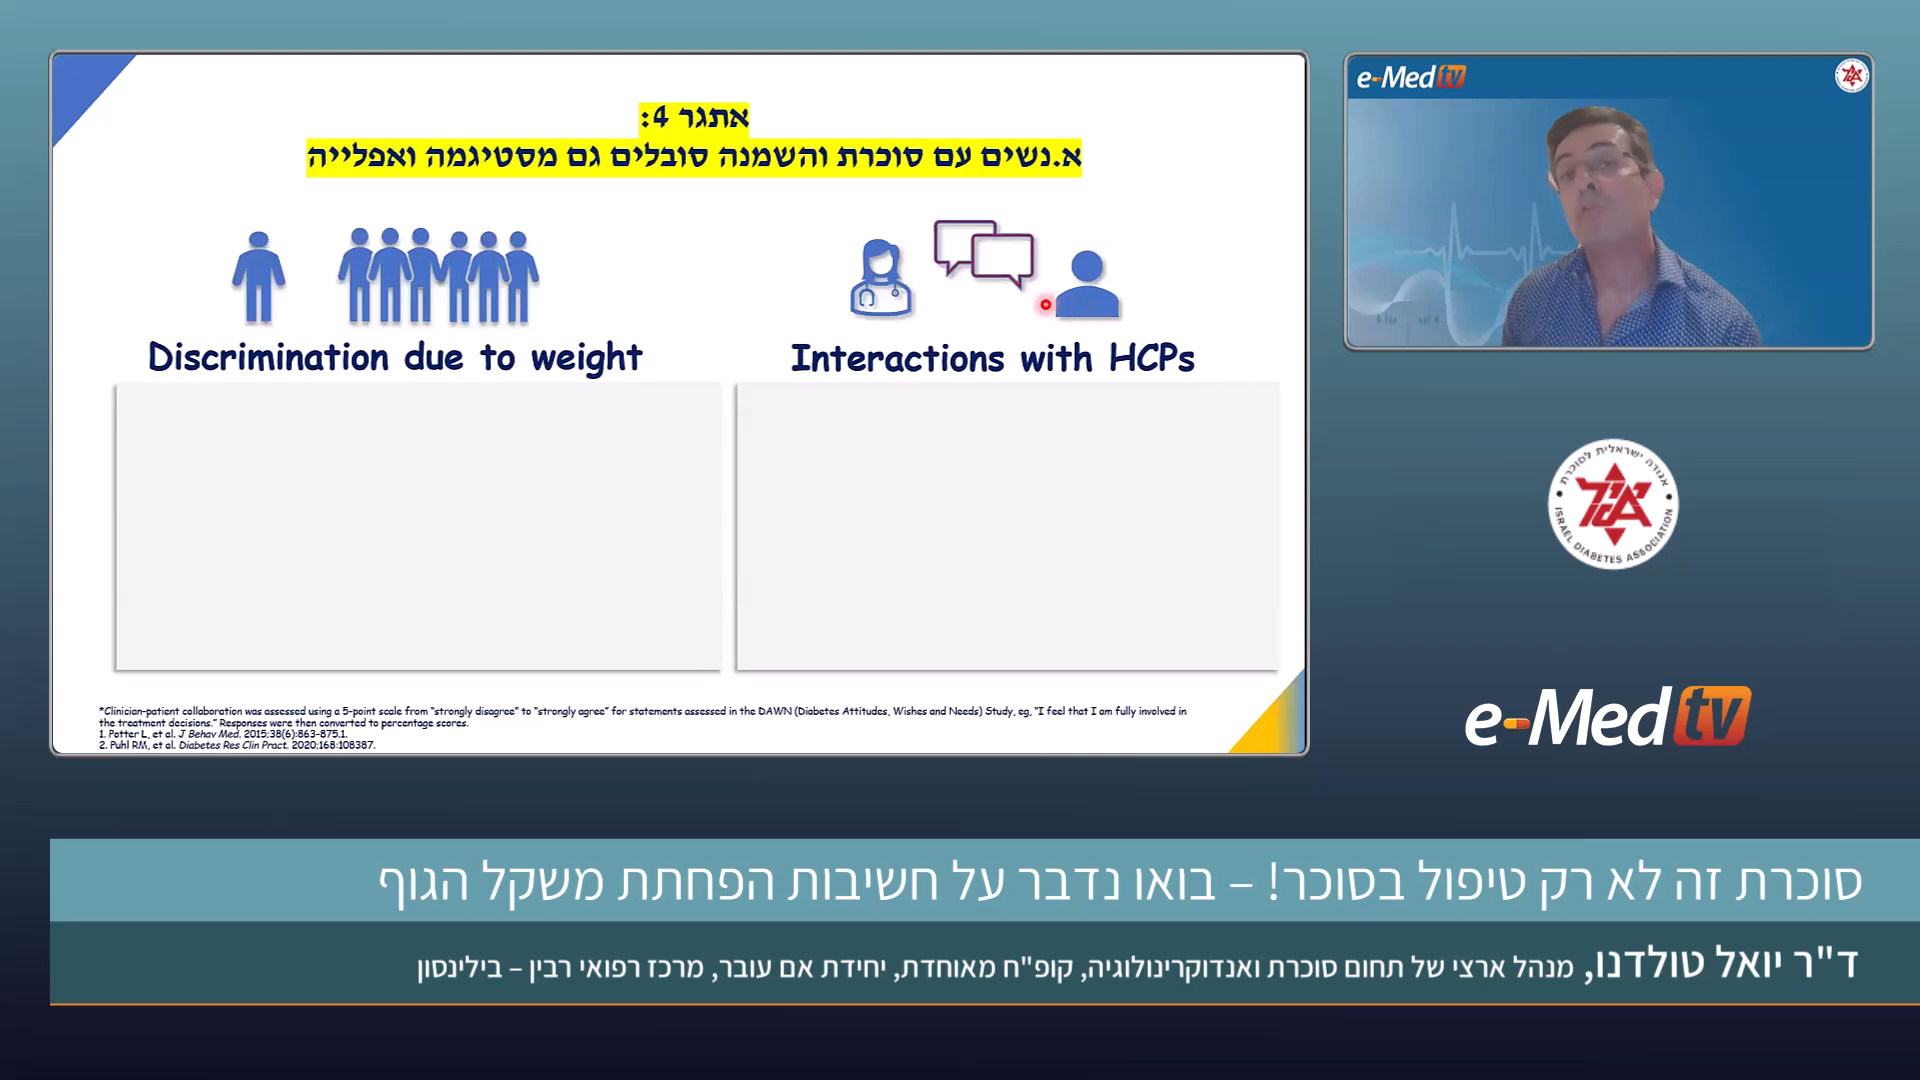 אתגר 4:
א.נשים עם סוכרת והשמנה סובלים גם מסטיגמה ואפלייה
Discrimination due to weight
Interactions with HCPs
*Clinician-patient collaboration was assessed using a 5-point scale from “strongly disagree” to “strongly agree” for statements assessed in the DAWN (Diabetes Attitudes, Wishes and Needs) Study, eg, “I feel that I am fully involved in
the treatment decisions.” Responses were then converted to percentage scores.
1. Potter L, et al. J Behav Med. 2015;38(6):863-875.1.
2. Puhl RM, et al. Diabetes Res Clin Pract. 2020;168:108387.
e-Med tv
אגודה ישראלית לסוכרת
איל
ISRAEL DIABETES ASSOCIATION
e-Med tv
סוכרת זה לא רק טיפול בסוכר! – בואו נדבר על חשיבות הפחתת משקל הגוף
ד"ר יואל טולדנו, מנהל ארצי של תחום סוכרת ואנדוקרינולוגיה, קופ"ח מאוחדת, יחידת אם עובר, מרכז רפואי רבין – בילינסון